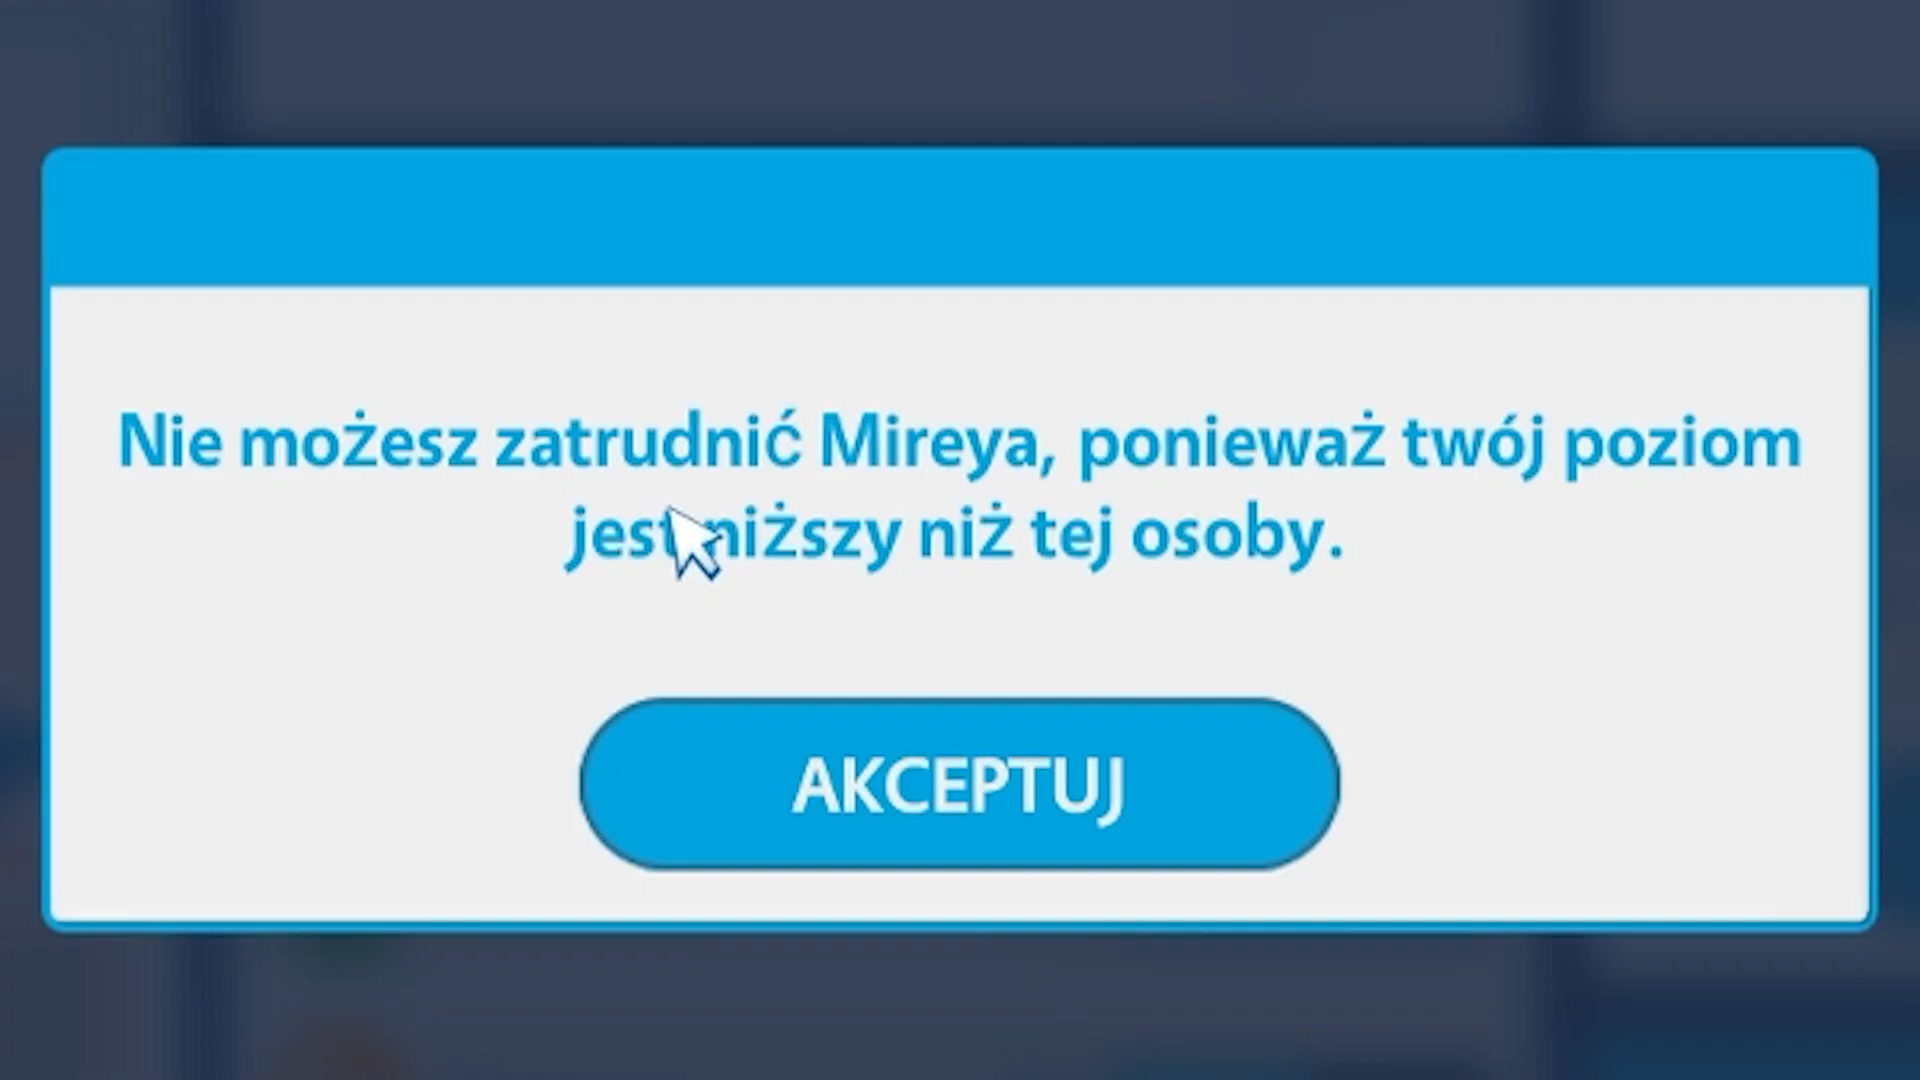 Nie możesz zatrudnić Mireya, ponieważ twój poziom
jest niższy niż tej osoby.
AKCEPTUJ